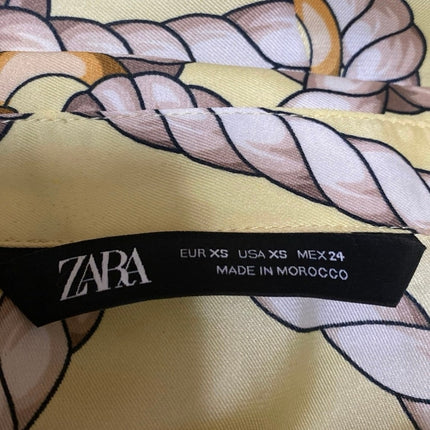 ZARA
EUR XS USA XS MEX 24
MADE IN MOROCCO